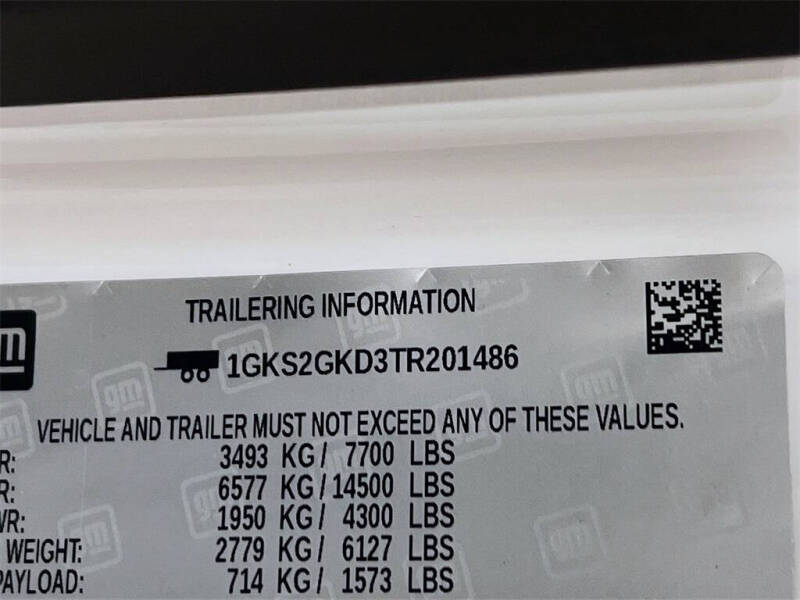 TRAILERING INFORMATION
gm
1GKS2GKD3TR201486
VEHICLE AND TRAILER MUST NOT EXCEED ANY OF THESE VALUES.
R: 3493 KG/ 7700 LBS
R: 6577 KG/14500 LBS
WR: 1950 KG/ 4300 LBS
WEIGHT: 2779 KG/ 6127 LBS
PAYLOAD: 714 KG/ 1573 LBS